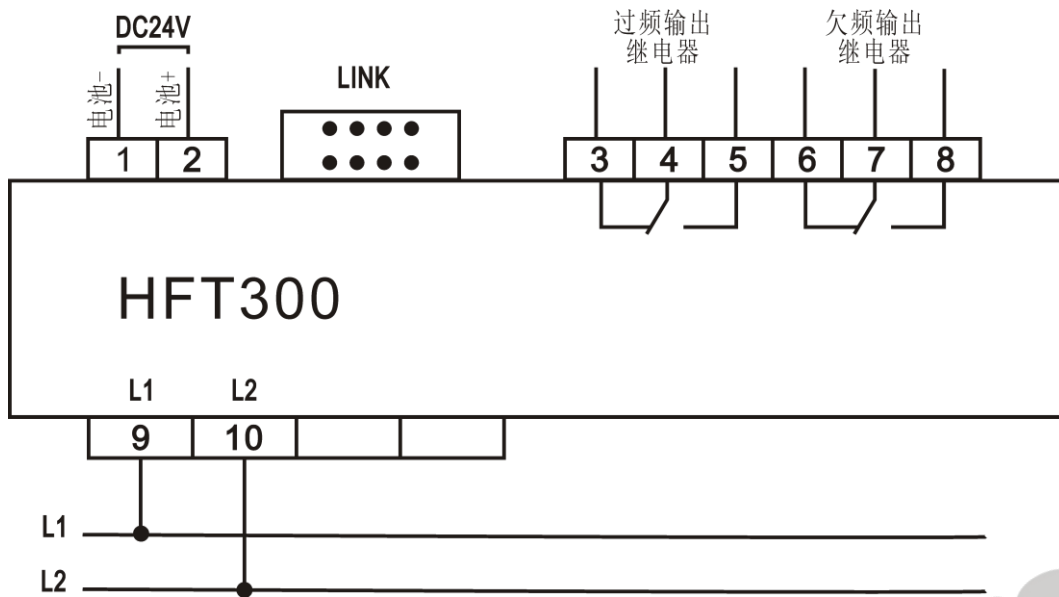 DC24V
电池-
电池+
LINK
过频输出
继电器
欠频输出
继电器
1 2
3 4 5 6 7 8
HFT300
L1 L2
9 10
L1
L2